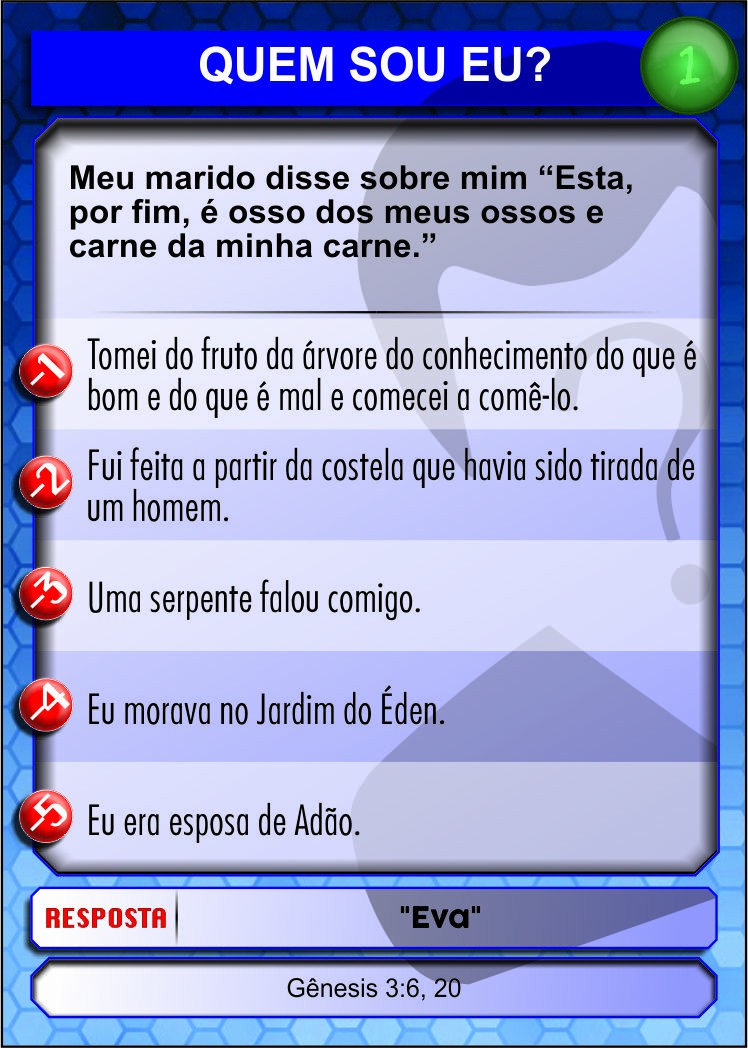 QUEM SOU EU?
1
Meu marido disse sobre mim “Esta,
por fim, é osso dos meus ossos e
carne da minha carne.”
1
Tomei do fruto da árvore do conhecimento do que é
bom e do que é mal e comecei a comê-lo.
2
Fui feita a partir da costela que havia sido tirada de
um homem.
3
Uma serpente falou comigo.
4
Eu morava no Jardim do Éden.
5
Eu era esposa de Adão.
RESPOSTA
"Eva"
Gênesis 3:6, 20